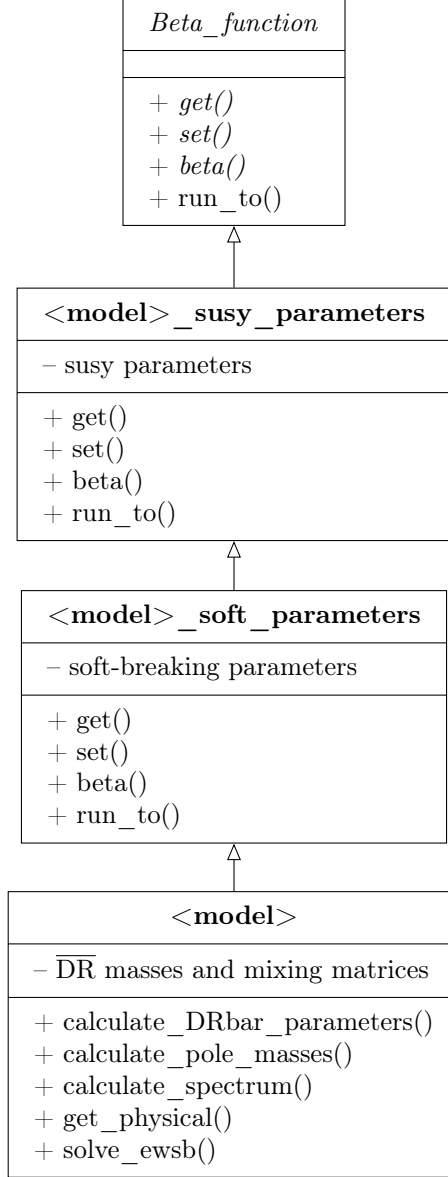 Beta_function
+ get()
+ set()
+ beta()
+ run_to()
<model>_susy_parameters
– susy parameters
+ get()
+ set()
+ beta()
+ run_to()
<model>_soft_parameters
– soft-breaking parameters
+ get()
+ set()
+ beta()
+ run_to()
<model>
– D̅R̅ masses and mixing matrices
+ calculate_DRbar_parameters()
+ calculate_pole_masses()
+ calculate_spectrum()
+ get_physical()
+ solve_ewsb()